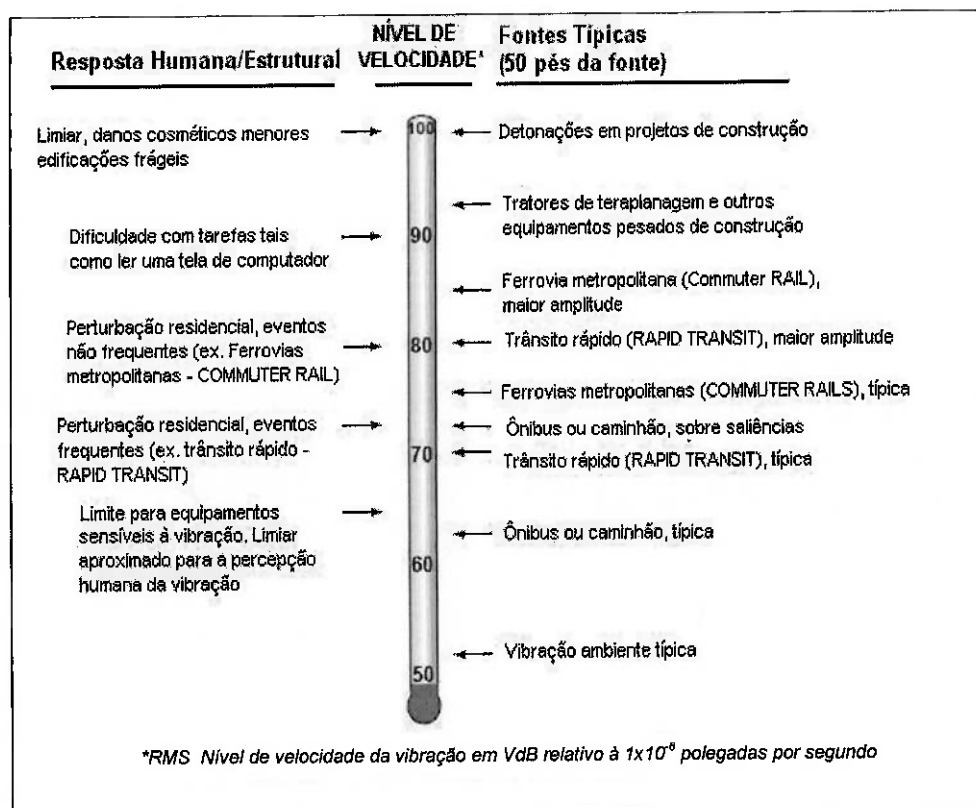 Resposta Humana/Estrutural
NÍVEL DE
VELOCIDADE*
Fontes Típicas
(50 pés da fonte)
Limiar, danos cosméticos menores
edificações frágeis
100
Detonações em projetos de construção
Tratores de teraplanagem e outros
equipamentos pesados de construção
Dificuldade com tarefas tais
como ler uma tela de computador
90
Ferrovia metropolitana (Commuter RAIL),
maior amplitude
Perturbação residencial, eventos
não frequentes (ex. Ferrovias
metropolitanas - COMMUTER RAIL)
80
Trânsito rápido (RAPID TRANSIT), maior amplitude
Ferrovias metropolitanas (COMMUTER RAILS), típica
Perturbação residencial, eventos
frequentes (ex. trânsito rápido -
RAPID TRANSIT)
Ônibus ou caminhão, sobre saliências
70
Trânsito rápido (RAPID TRANSIT), típica
Limite para equipamentos
sensíveis à vibração. Limiar
aproximado para a percepção
humana da vibração
Ônibus ou caminhão, típica
60
Vibração ambiente típica
50
*RMS Nível de velocidade da vibração em VdB relativo à 1x10⁻⁶ polegadas por segundo